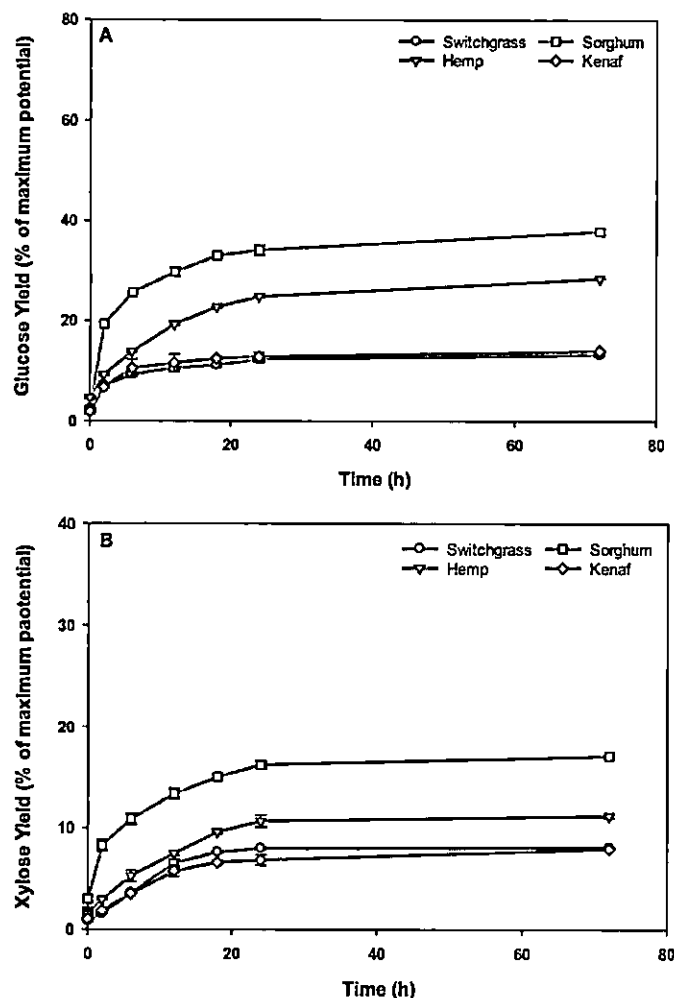 A
Switchgrass Sorghum
Hemp Kenaf
Glucose Yield (% of maximum potential)
80
60
40
20
0
0 20 40 60 80
Time (h)
B
Switchgrass Sorghum
Hemp Kenaf
Xylose Yield (% of maximum paotential)
40
30
20
10
0
0 20 40 60 80
Time (h)